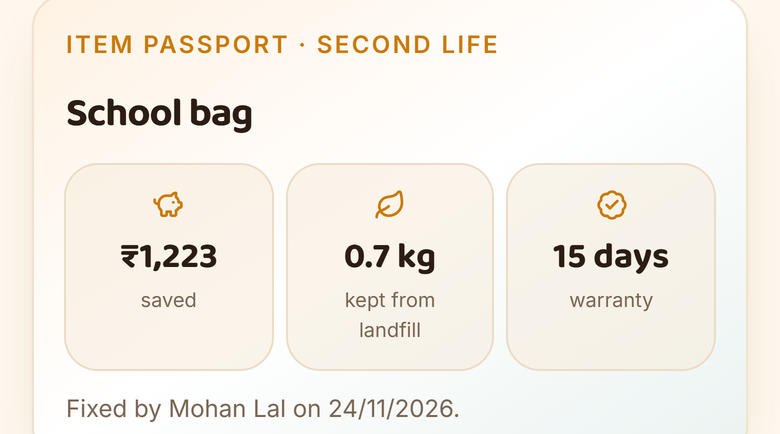 ITEM PASSPORT · SECOND LIFE
School bag
₹1,223
saved
0.7 kg
kept from
landfill
15 days
warranty
Fixed by Mohan Lal on 24/11/2026.